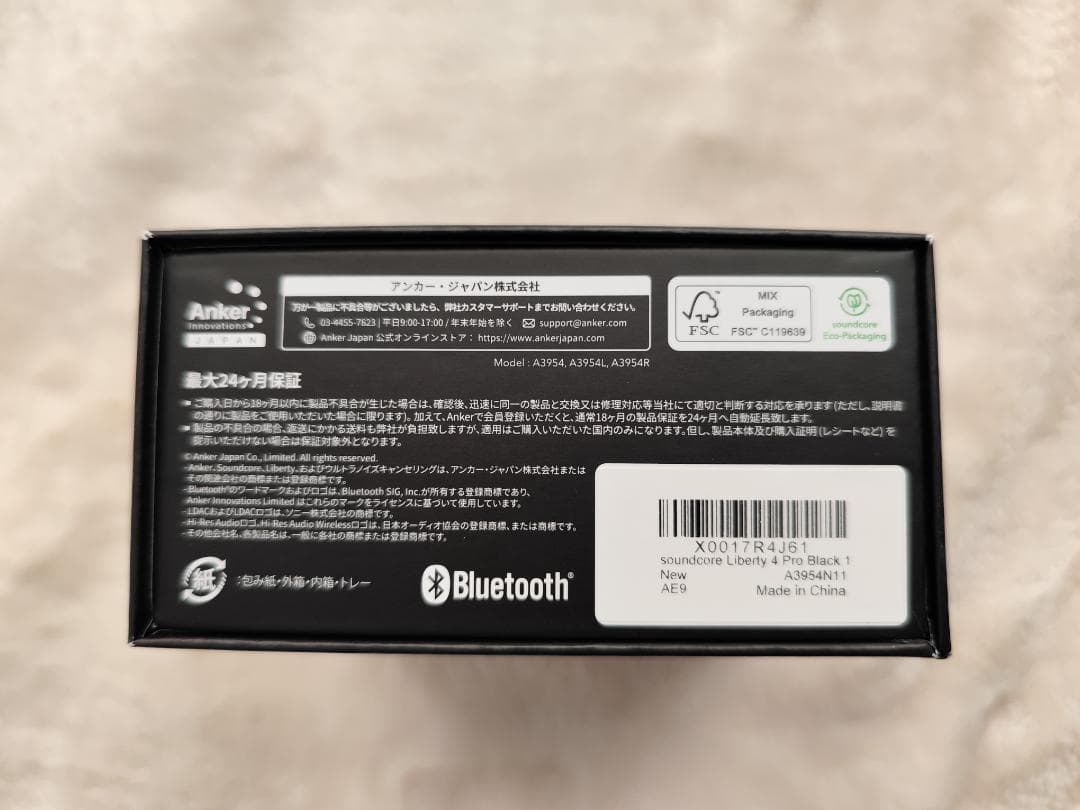 Anker
Innovations
JAPAN
アンカー・ジャパン株式会社
万が一製品に不具合等がございましたら、弊社カスタマーサポートまでお問い合わせください。
03-4455-7623 | 平日9:00-17:00 / 年末年始を除く support@anker.com
Anker Japan 公式オンラインストア : https://www.ankerjapan.com
FSC
MIX
Packaging
FSC™ C119639
soundcore
Eco-Packaging
Model : A3954, A3954L, A3954R
最大24ヶ月保証
• ご購入日から18ヶ月以内に製品不具合が生じた場合は、確認後、迅速に同一の製品と交換又は修理対応等当社にて適切と判断する対応を承ります(ただし、説明書
の通りに製品をご使用いただいた場合に限ります)。加えて、Ankerで会員登録いただくと、通常18ヶ月の製品保証を24ヶ月へ自動延長致します。
• 製品の不具合の場合、返送にかかる送料も弊社が負担致しますが、適用はご購入いただいた国内のみになります。但し、製品本体及び購入証明(レシートなど)を
提示いただけない場合は保証対象外となります。
©Anker Japan Co., Limited. All rights reserved.
-Anker、Soundcore、Liberty、およびウルトラノイズキャンセリングは、アンカー・ジャパン株式会社または
その関連会社の商標または登録商標です。
-Bluetooth®のワードマークおよびロゴは、Bluetooth SIG, Inc.が所有する登録商標であり、
Anker Innovations Limited はこれらのマークをライセンスに基づいて使用しています。
-LDACおよびLDACロゴは、ソニー株式会社の商標です。
-Hi-Res Audioロゴ、Hi-Res Audio Wirelessロゴは、日本オーディオ協会の登録商標、または商標です。
-その他会社名、各製品名は、一般に各社の商標または登録商標です。
紙 :包み紙・外箱・内箱・トレー
Bluetooth®
X0017R4J61
soundcore Liberty 4 Pro Black 1
New A3954N11
AE9 Made in China